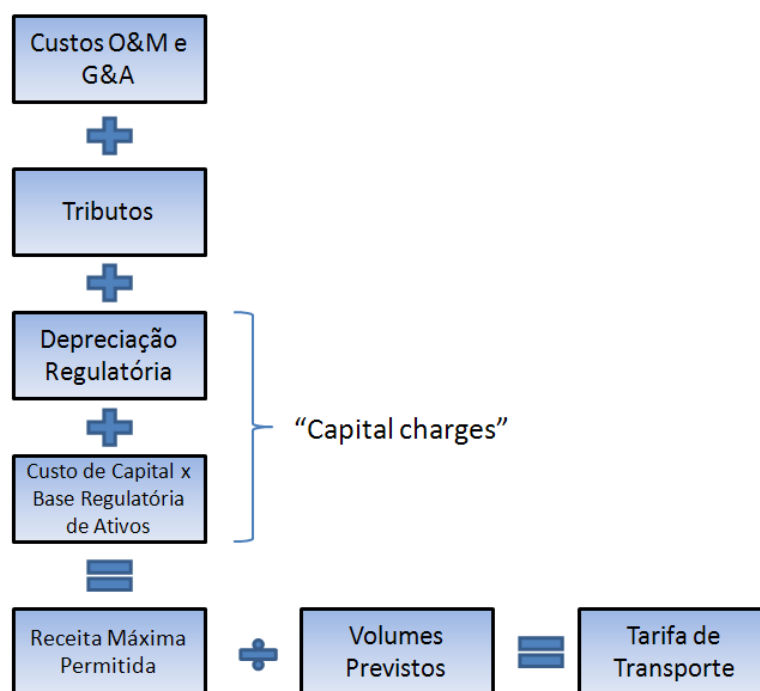 Custos O&M e
G&A
Tributos
Depreciação
Regulatória
“Capital charges”
Custo de Capital x
Base Regulatória
de Ativos
Receita Máxima
Permitida
Volumes
Previstos
Tarifa de
Transporte